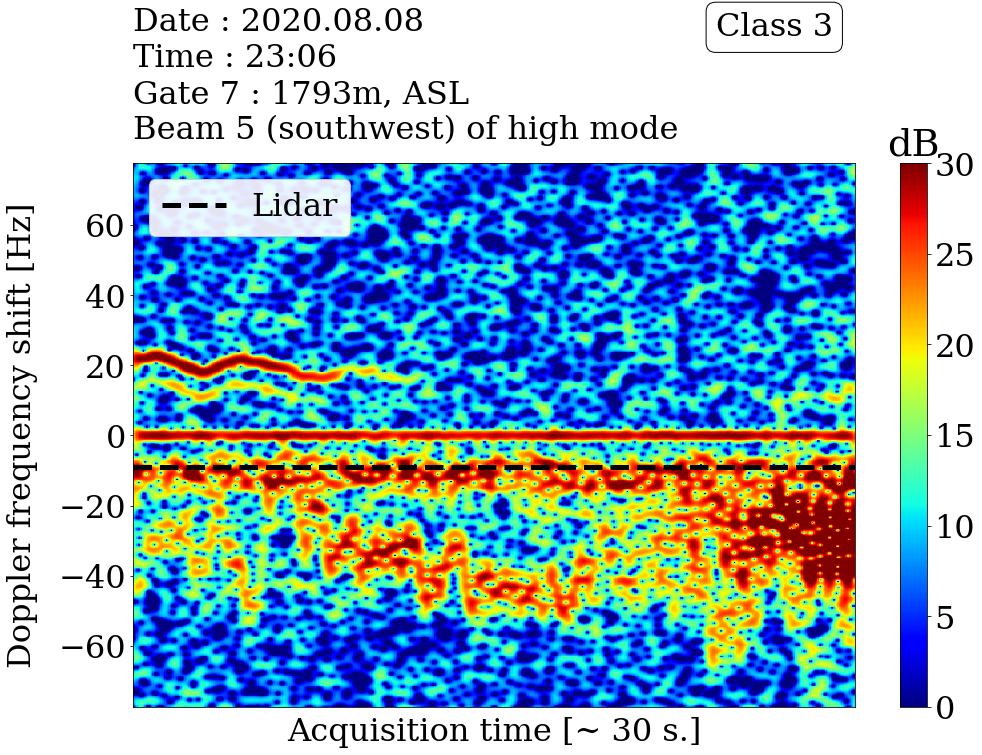 Date : 2020.08.08
Time : 23:06
Gate 7 : 1793m, ASL
Beam 5 (southwest) of high mode
Class 3
dB
Lidar
60
40
20
0
−20
−40
−60
Doppler frequency shift [Hz]
Acquisition time [~ 30 s.]
30
25
20
15
10
5
0